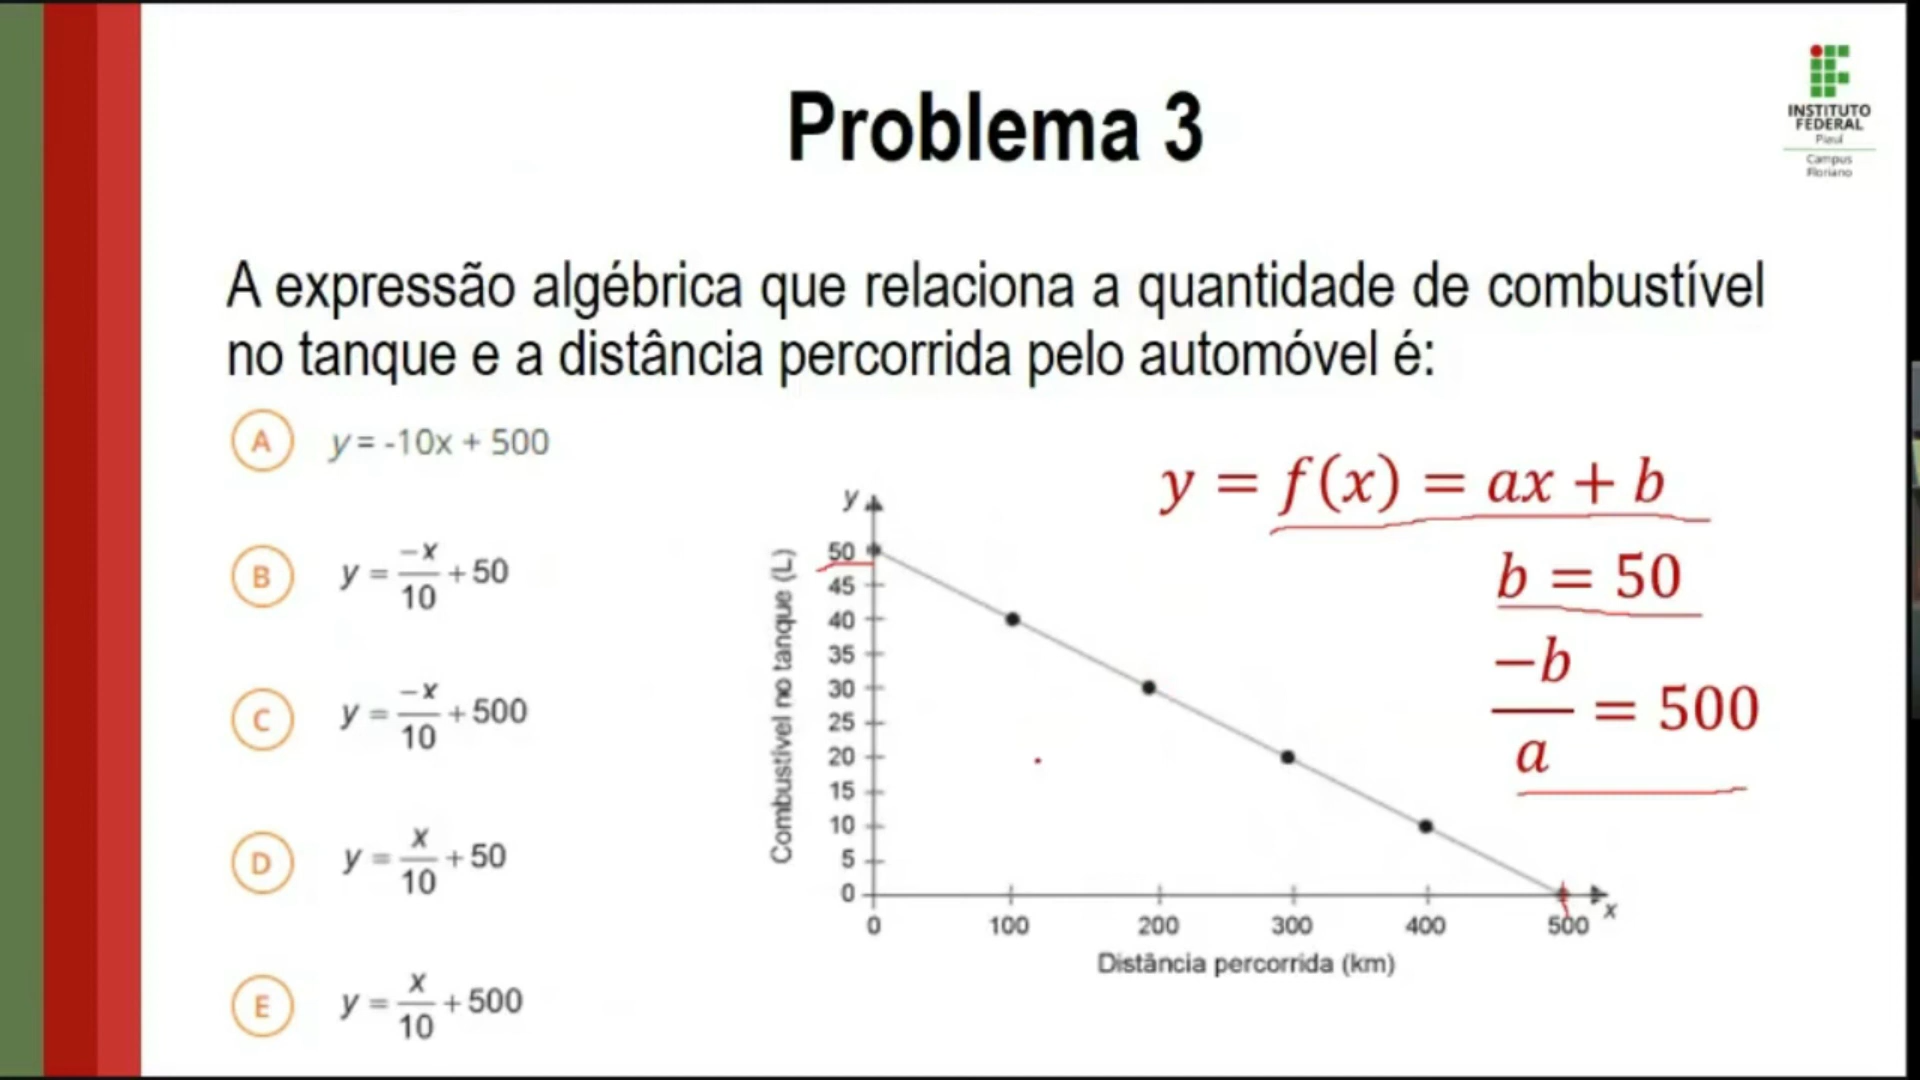 Problema 3
INSTITUTO
FEDERAL
Piauí
Campus
Floriano
A expressão algébrica que relaciona a quantidade de combustível
no tanque e a distância percorrida pelo automóvel é:
A y = -10x + 500
B y = -x/10 + 50
C y = -x/10 + 500
D y = x/10 + 50
E y = x/10 + 500
y = f(x) = ax + b
b = 50
-b/a = 500
y
Combustível no tanque (L)
50
45
40
35
30
25
20
15
10
5
0
0 100 200 300 400 500 x
Distância percorrida (km)